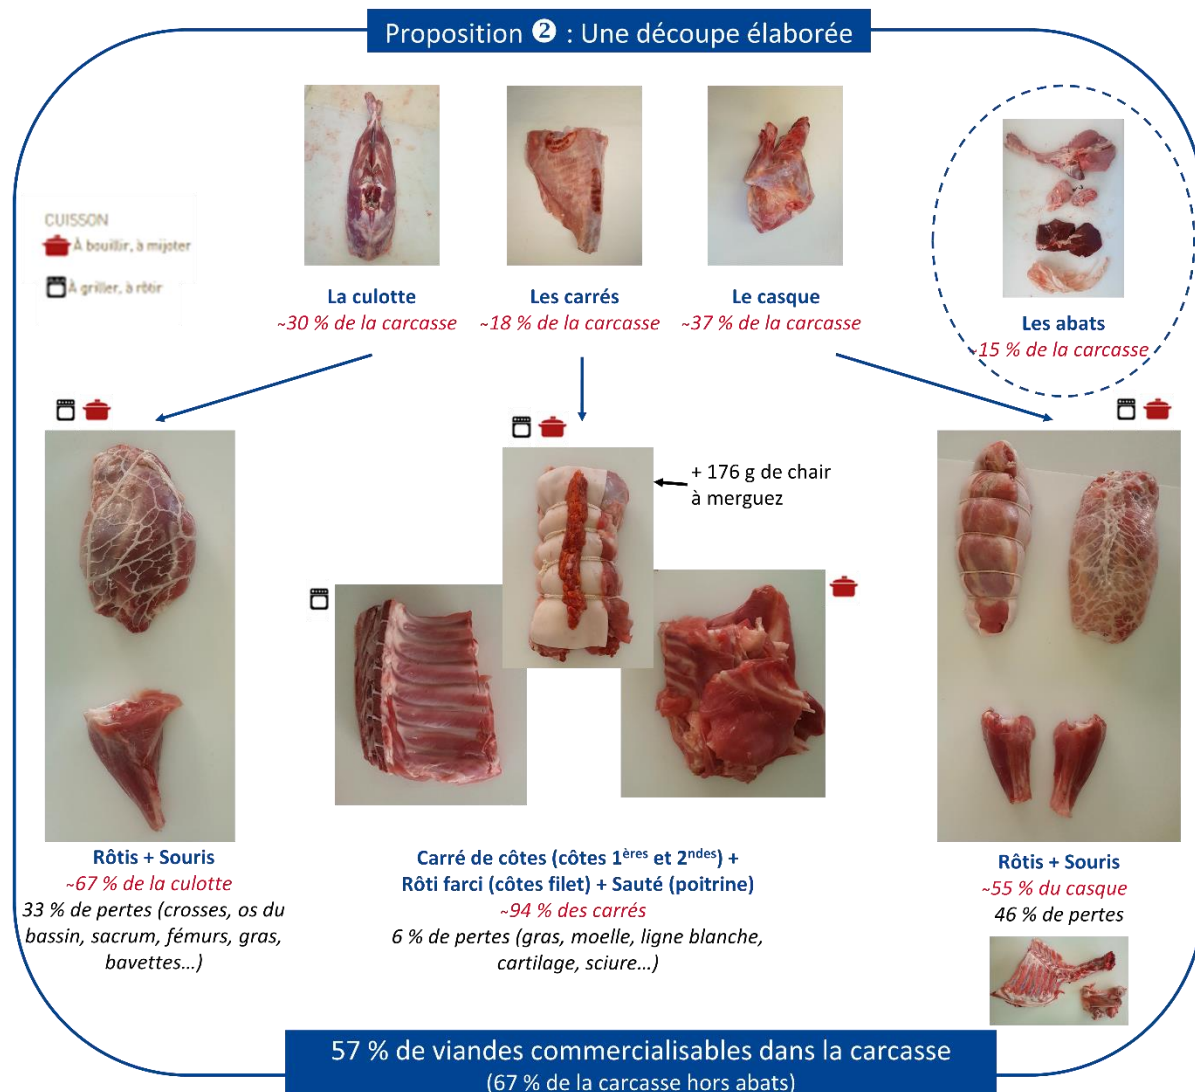 Proposition ❷ : Une découpe élaborée
CUISSON
À bouillir, à mijoter
À griller, à rôtir
La culotte
~30 % de la carcasse
Les carrés
~18 % de la carcasse
Le casque
~37 % de la carcasse
Les abats
~15 % de la carcasse
+ 176 g de chair
à merguez
Rôtis + Souris
~67 % de la culotte
33 % de pertes (crosses, os du
bassin, sacrum, fémurs, gras,
bavettes…)
Carré de côtes (côtes 1ères et 2ndes) +
Rôti farci (côtes filet) + Sauté (poitrine)
~94 % des carrés
6 % de pertes (gras, moelle, ligne blanche,
cartilage, sciure…)
Rôtis + Souris
~55 % du casque
46 % de pertes
57 % de viandes commercialisables dans la carcasse
(67 % de la carcasse hors abats)